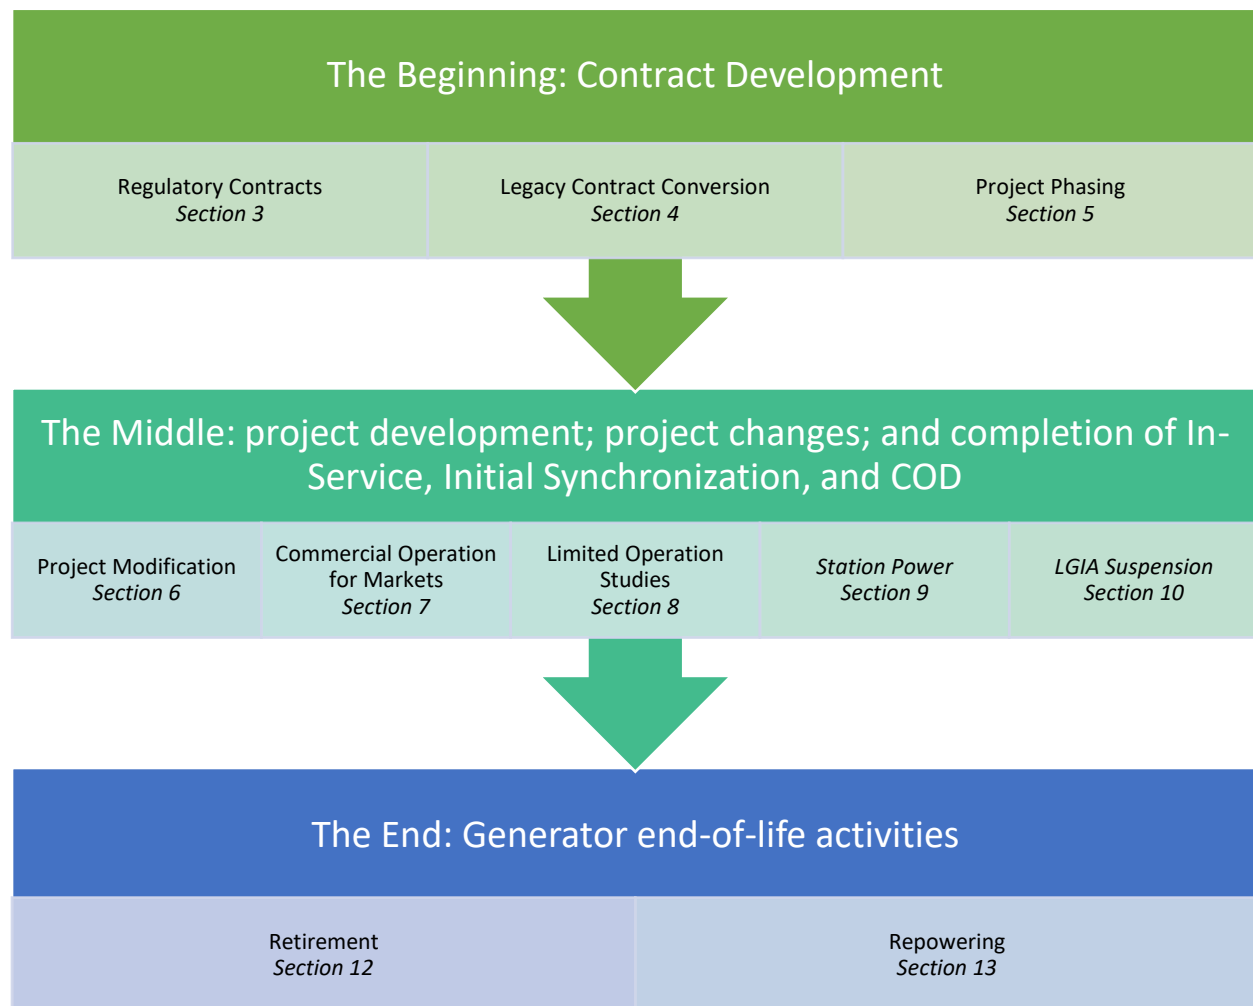 The Beginning: Contract Development
Regulatory Contracts
Section 3
Legacy Contract Conversion
Section 4
Project Phasing
Section 5
The Middle: project development; project changes; and completion of In-
Service, Initial Synchronization, and COD
Project Modification
Section 6
Commercial Operation
for Markets
Section 7
Limited Operation
Studies
Section 8
Station Power
Section 9
LGIA Suspension
Section 10
The End: Generator end-of-life activities
Retirement
Section 12
Repowering
Section 13